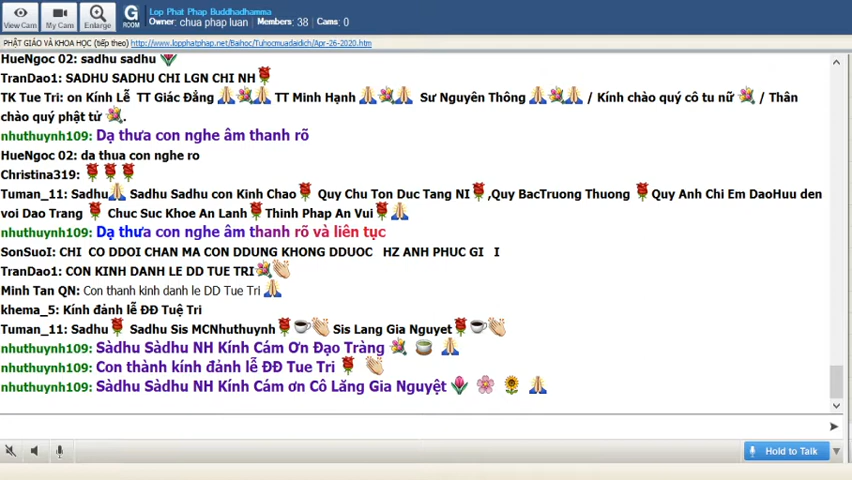 View Cam
My Cam
Enlarge
G ROOM
Lop Phat Phap Buddhadhamma
Owner: chua phap luan Members: 38 Cams: 0
PHẬT GIÁO VÀ KHOA HỌC (tiếp theo) http://www.lopphatphap.net/Baihoc/Tuhocmuadaidich/Apr-26-2020.htm
HueNgoc 02: sadhu sadhu
TranDao1: SADHU SADHU CHI LGN CHI NH
TK Tue Tri: on Kính Lễ TT Giác Đẳng TT Minh Hạnh Sư Nguyên Thông / Kính chào quý cô tu nữ / Thân
chào quý phật tử .
nhuthuynh109: Dạ thưa con nghe âm thanh rõ
HueNgoc 02: da thua con nghe ro
Christina319:
Tuman_11: Sadhu Sadhu Sadhu con Kinh Chao Quy Chu Ton Duc Tang NI ,Quy BacTruong Thuong Quy Anh Chi Em DaoHuu den
voi Dao Trang Chuc Suc Khoe An Lanh Thinh Phap An Vui
nhuthuynh109: Dạ thưa con nghe âm thanh rõ và liên tục
SonSuoI: CHI CO DDOI CHAN MA CON DDUNG KHONG DDUOC HZ ANH PHUC GI I
TranDao1: CON KINH DANH LE DD TUE TRI
Minh Tan QN: Con thanh kinh danh le DD Tue Tri
khema_5: Kính đảnh lễ ĐĐ Tuệ Tri
Tuman_11: Sadhu Sadhu Sis MCNhuthuynh Sis Lang Gia Nguyet
nhuthuynh109: Sàdhu Sàdhu NH Kính Cám Ơn Đạo Tràng
nhuthuynh109: Con thành kính đảnh lễ ĐĐ Tue Tri
nhuthuynh109: Sàdhu Sàdhu NH Kính Cám ơn Cô Lăng Gia Nguyệt
Hold to Talk